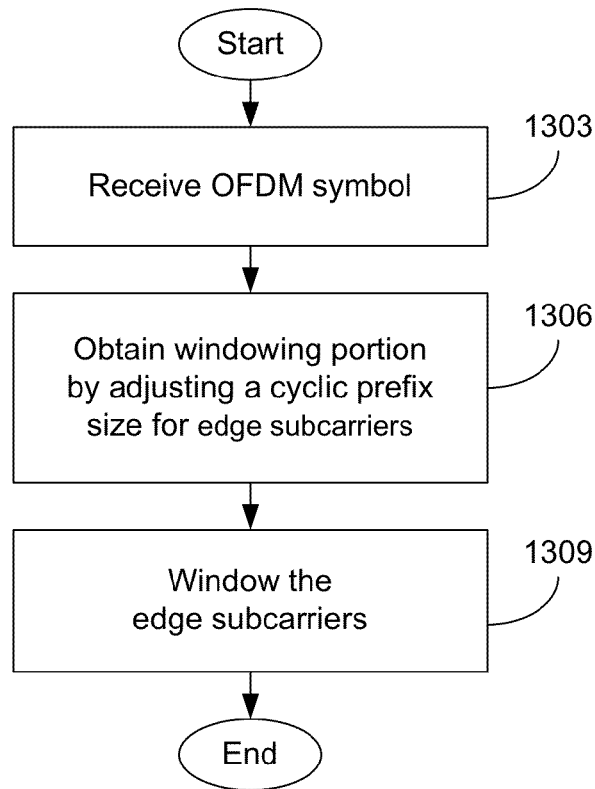 Start
1303
Receive OFDM symbol
1306
Obtain windowing portion
by adjusting a cyclic prefix
size for edge subcarriers
1309
Window the
edge subcarriers
End